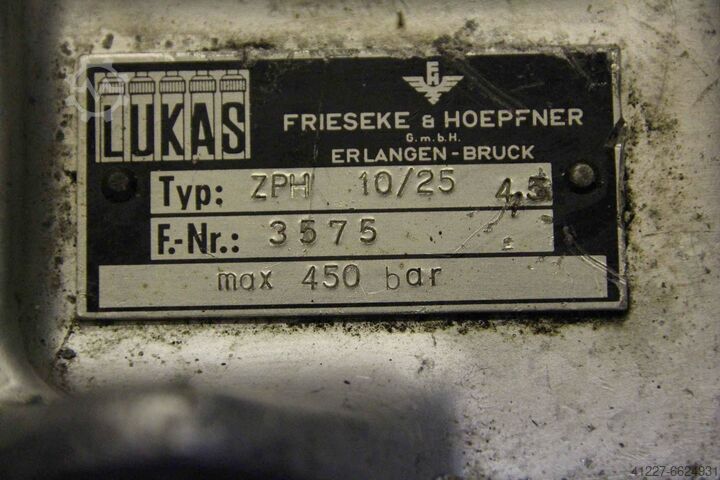 LUKAS
FRIESEKE & HOEPFNER
G.m.b.H.
ERLANGEN-BRUCK
Typ: ZPH 10/25 4,5
F.-Nr.: 3575
max 450 bar
41227-6624931